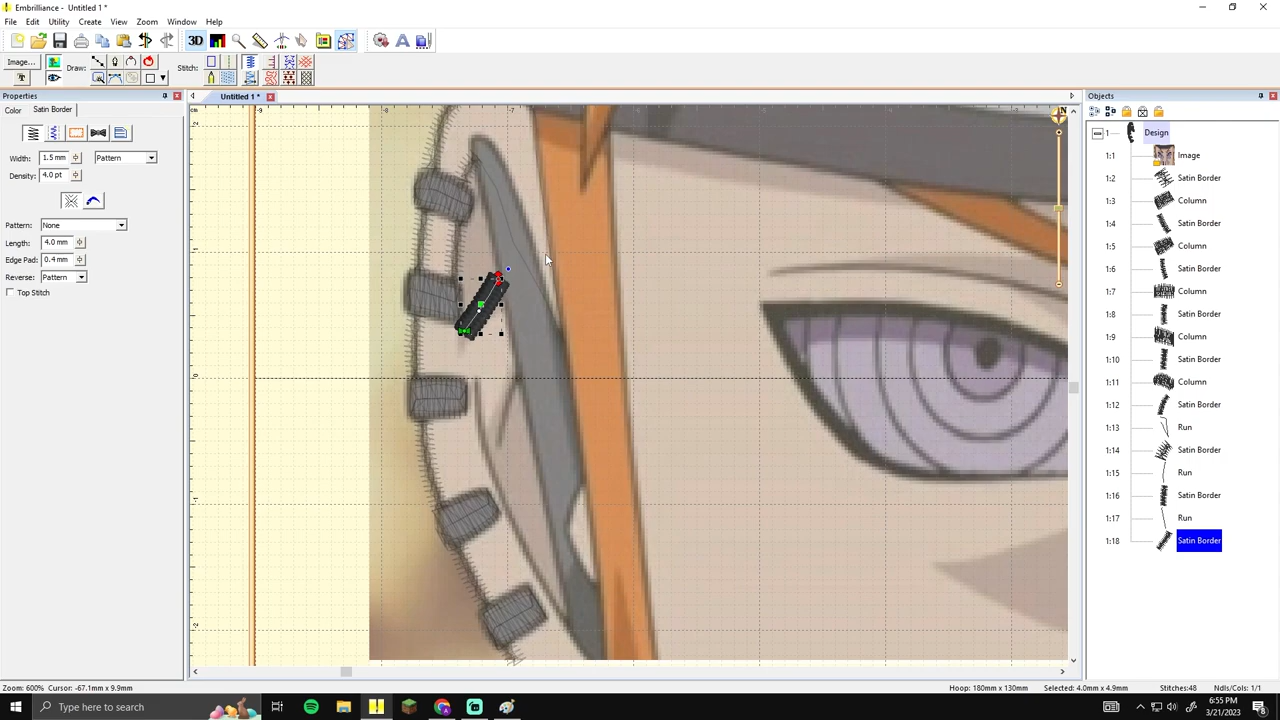 Embrilliance - Untitled 1 *
File Edit Utility Create View Zoom Window Help
3D
Image... Draw: Stitch:
Properties
Color Satin Border
Width: 1.5 mm Pattern
Density: 4.0 pt
Pattern: None
Length: 4.0 mm
Edge Pad: 0.4 mm
Reverse: Pattern
Top Stitch
Untitled 1 *
cm -9 -8 -7 -6
N
Objects
1 Design
1:1 Image
1:2 Satin Border
1:3 Column
1:4 Satin Border
1:5 Column
1:6 Satin Border
1:7 Column
1:8 Satin Border
1:9 Column
1:10 Satin Border
1:11 Column
1:12 Satin Border
1:13 Run
1:14 Satin Border
1:15 Run
1:16 Satin Border
1:17 Run
1:18 Satin Border
Zoom: 600% Cursor: -67.1mm x 9.9mm
Hoop: 180mm x 130mm Selected: 4.0mm x 4.9mm Stitches:48 Ndls/Cols: 1/1
Type here to search
6:55 PM
3/21/2023